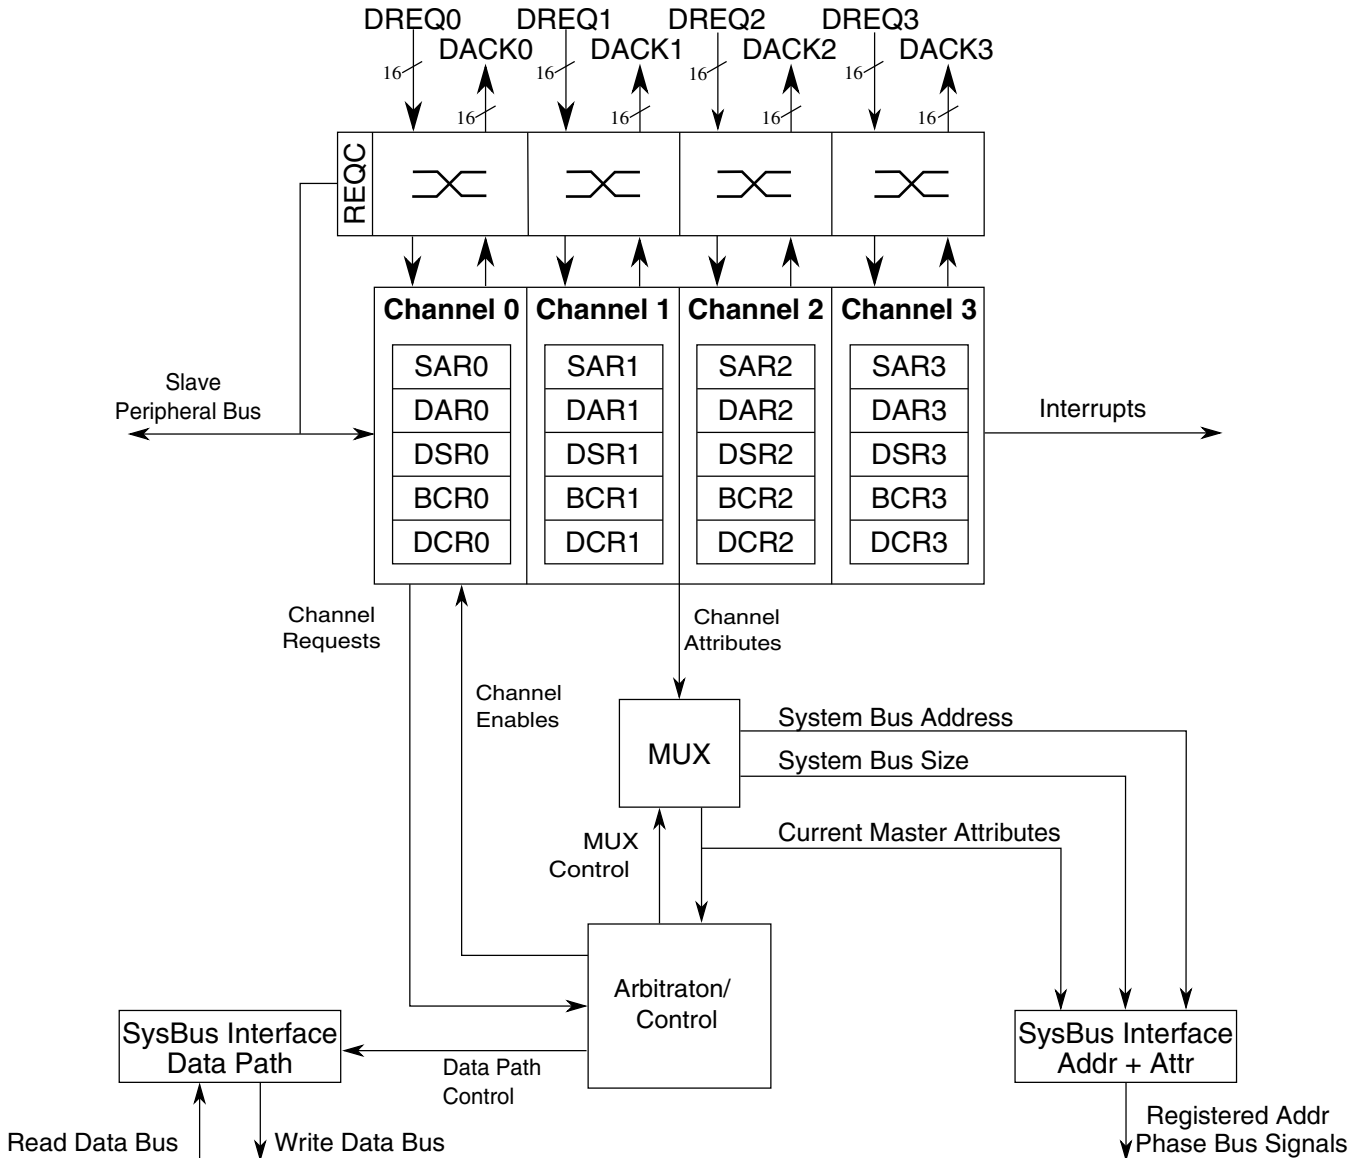 DREQ0 DREQ1 DREQ2 DREQ3
DACK0 DACK1 DACK2 DACK3
16 16 16 16
16 16 16 16
REQC
Channel 0 Channel 1 Channel 2 Channel 3
SAR0 SAR1 SAR2 SAR3
DAR0 DAR1 DAR2 DAR3
DSR0 DSR1 DSR2 DSR3
BCR0 BCR1 BCR2 BCR3
DCR0 DCR1 DCR2 DCR3
Slave
Peripheral Bus
Interrupts
Channel
Requests
Channel
Attributes
Channel
Enables
MUX
System Bus Address
System Bus Size
Current Master Attributes
MUX
Control
Arbitraton/
Control
SysBus Interface
Data Path
Data Path
Control
SysBus Interface
Addr + Attr
Read Data Bus
Write Data Bus
Registered Addr
Phase Bus Signals